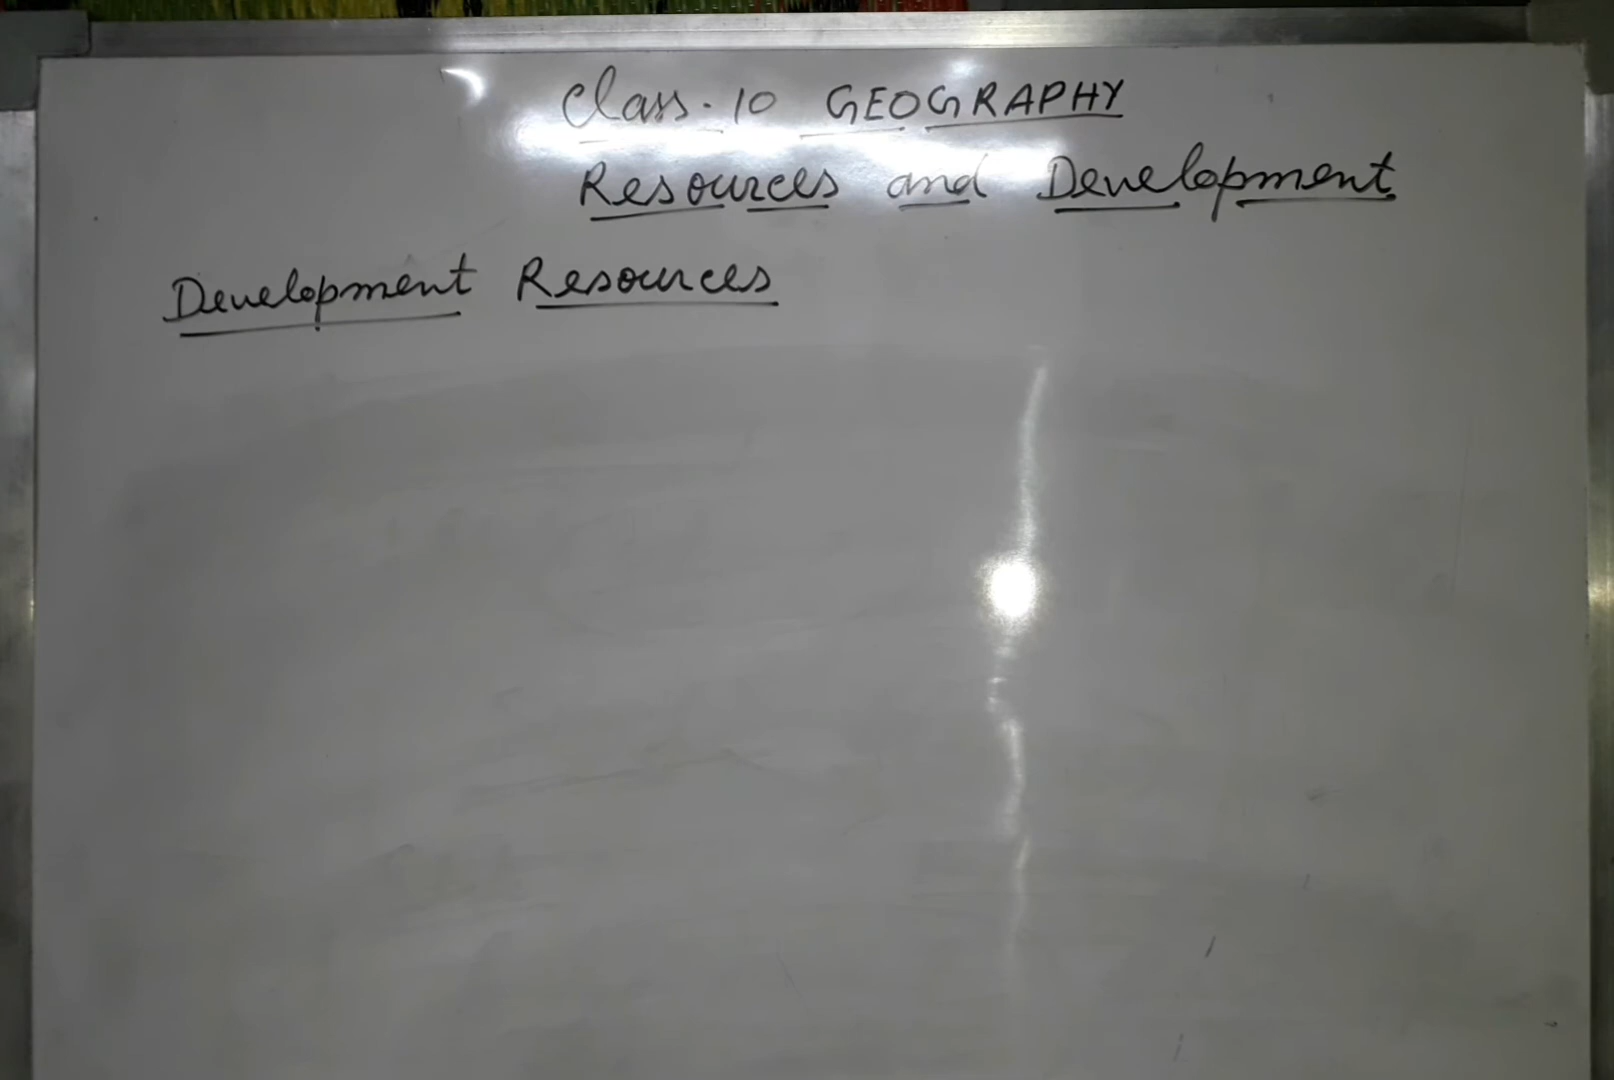 Class. 10 GEOGRAPHY
Resources and Development
Development Resources